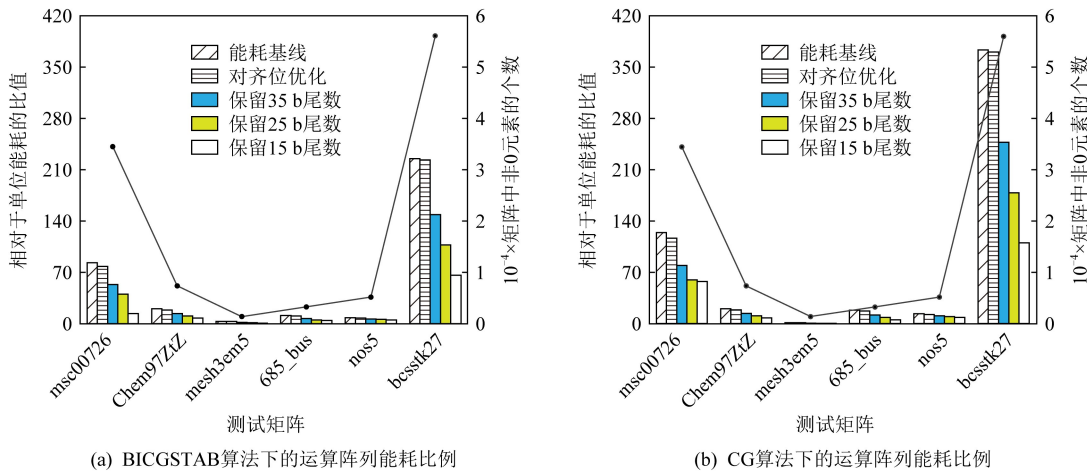 420
350
280
210
140
70
0
相对于单位能耗的比值
能耗基线
对齐位优化
保留35 b尾数
保留25 b尾数
保留15 b尾数
6
5
4
3
2
1
0
10⁻⁴×矩阵中非0元素的个数
msc00726
Chem97ZtZ
mesh3em5
685_bus
nos5
bcsstk27
测试矩阵
(a) BICGSTAB算法下的运算阵列能耗比例
420
350
280
210
140
70
0
相对于单位能耗的比值
能耗基线
对齐位优化
保留35 b尾数
保留25 b尾数
保留15 b尾数
6
5
4
3
2
1
0
10⁻⁴×矩阵中非0元素的个数
msc00726
Chem97ZtZ
mesh3em5
685_bus
nos5
bcsstk27
测试矩阵
(b) CG算法下的运算阵列能耗比例